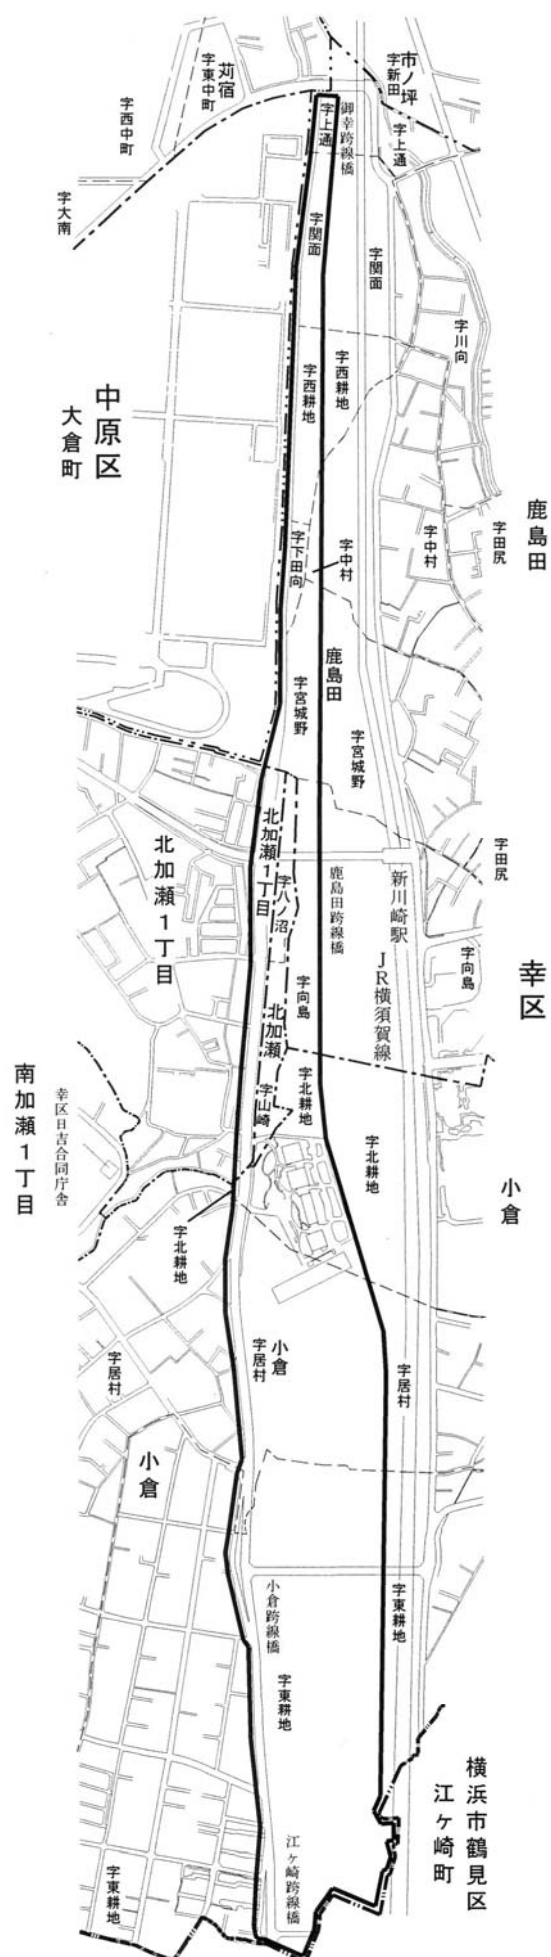 苅宿
字東中町
字西中町
字大南
市ノ坪
字新田
字上通
御幸跨線橋
字上通
字関面
字関面
字川向
字西耕地
字西耕地
中原区
大倉町
鹿島田
字田尻
字中村
字中村
字下田向
鹿島田
字宮城野
字宮城野
北加瀬1丁目
北加瀬1丁目
字八ノ沼
鹿島田跨線橋
新川崎駅
JR横須賀線
字田尻
字向島
字向島
幸区
北加瀬
字山崎
字北耕地
字北耕地
南加瀬1丁目
幸区日吉合同庁舎
小倉
字北耕地
小倉
字居村
字居村
字居村
小倉
小倉跨線橋
字東耕地
字東耕地
横浜市鶴見区
江ヶ崎町
江ヶ崎跨線橋
字東耕地